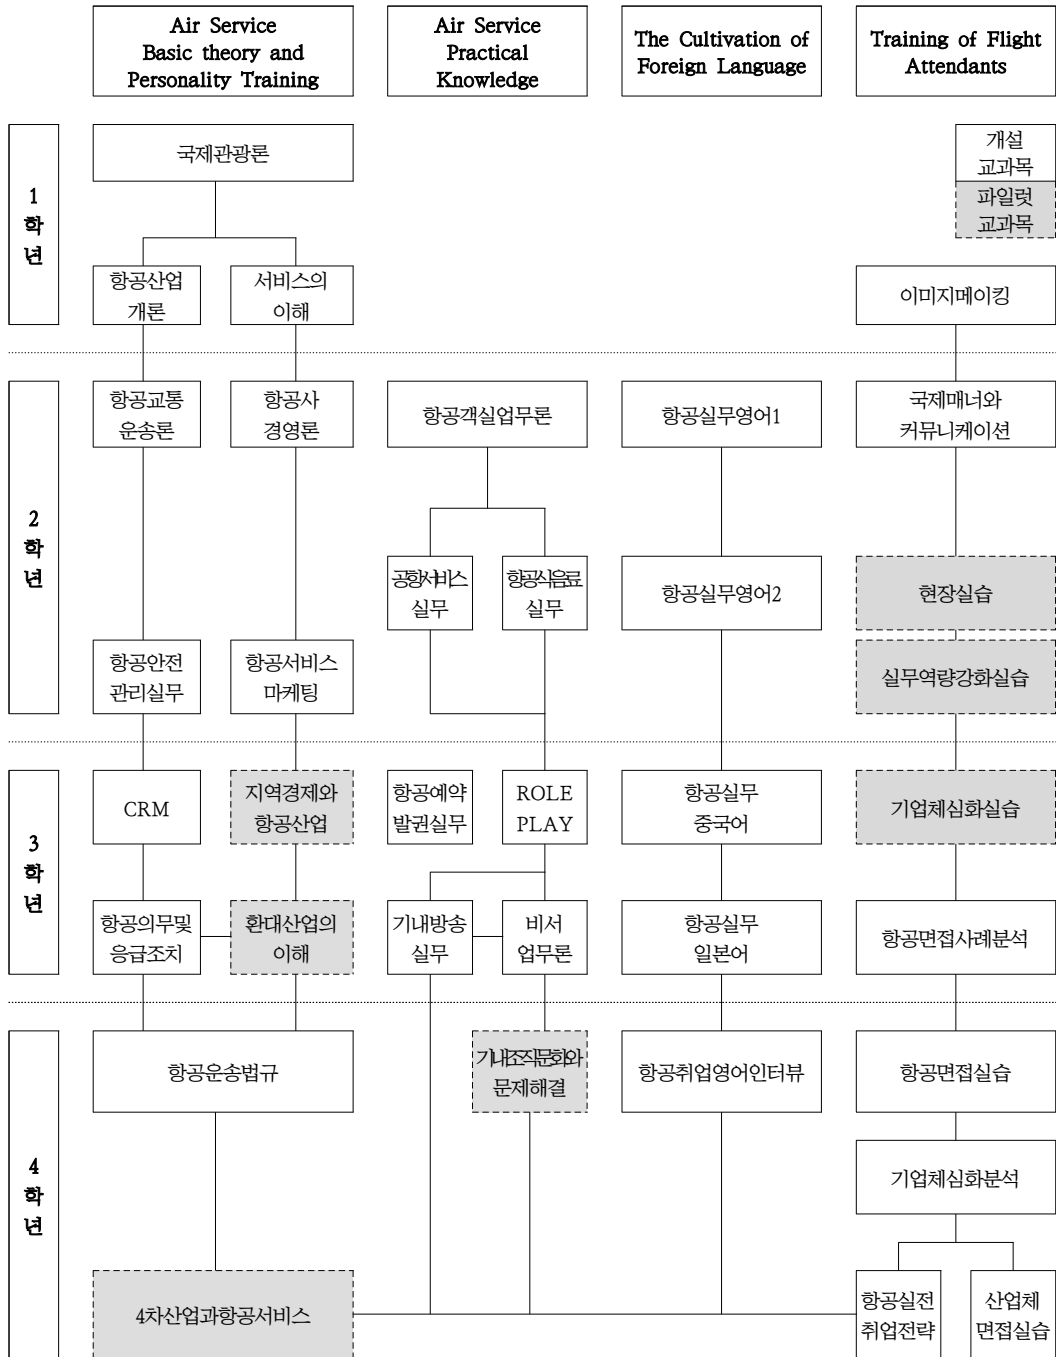 Air Service
Basic theory and
Personality Training
Air Service
Practical
Knowledge
The Cultivation of
Foreign Language
Training of Flight
Attendants
1
학
년
국제관광론
개설
교과목
파일럿
교과목
항공산업
개론
서비스의
이해
이미지메이킹
2
학
년
항공교통
운송론
항공사
경영론
항공객실업무론
항공실무영어1
국제매너와
커뮤니케이션
공항서비스
실무
항공식음료
실무
항공실무영어2
현장실습
항공안전
관리실무
항공서비스
마케팅
실무역량강화실습
3
학
년
CRM
지역경제와
항공산업
항공예약
발권실무
ROLE
PLAY
항공실무
중국어
기업체심화실습
항공의무및
응급조치
환대산업의
이해
기내방송
실무
비서
업무론
항공실무
일본어
항공면접사례분석
4
학
년
항공운송법규
기내조직문화와
문제해결
항공취업영어인터뷰
항공면접실습
기업체심화분석
4차산업과항공서비스
항공실전
취업전략
산업체
면접실습